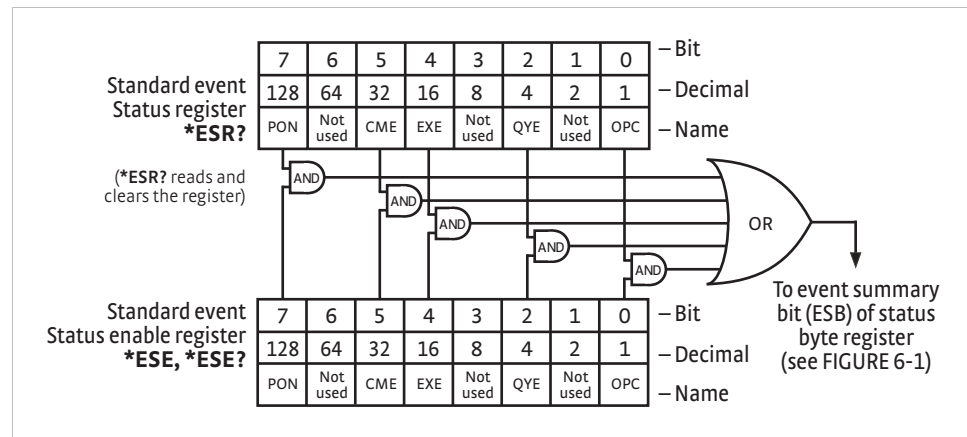 7 6 5 4 3 2 1 0 – Bit
Standard event
Status register
*ESR?
128 64 32 16 8 4 2 1 – Decimal
PON Not used CME EXE Not used QYE Not used OPC – Name
(*ESR? reads and
clears the register)
AND
AND
AND
AND
AND
OR
To event summary
bit (ESB) of status
byte register
(see FIGURE 6-1)
Standard event
Status enable register
*ESE, *ESE?
7 6 5 4 3 2 1 0 – Bit
128 64 32 16 8 4 2 1 – Decimal
PON Not used CME EXE Not used QYE Not used OPC – Name